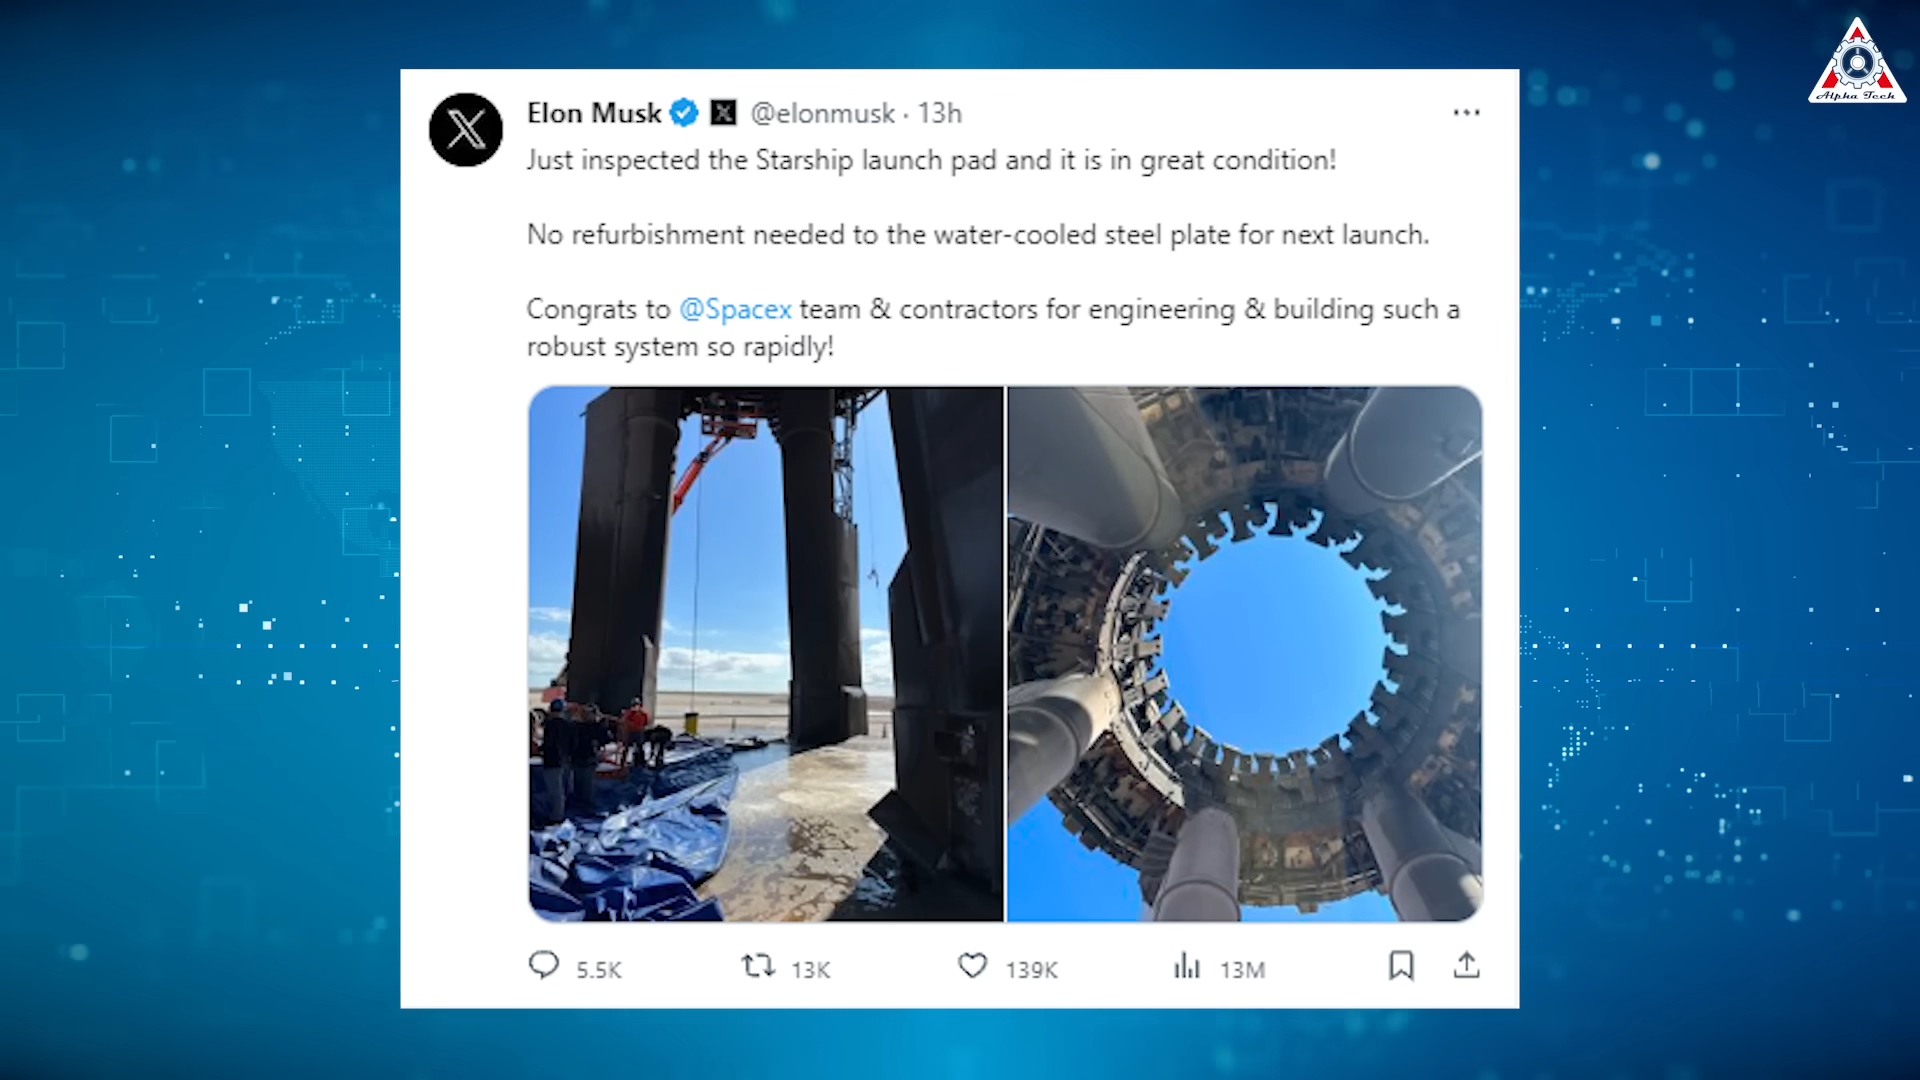 Alpha Tech
Elon Musk @elonmusk · 13h
Just inspected the Starship launch pad and it is in great condition!
No refurbishment needed to the water-cooled steel plate for next launch.
Congrats to @Spacex team & contractors for engineering & building such a
robust system so rapidly!
5.5K 13K 139K 13M